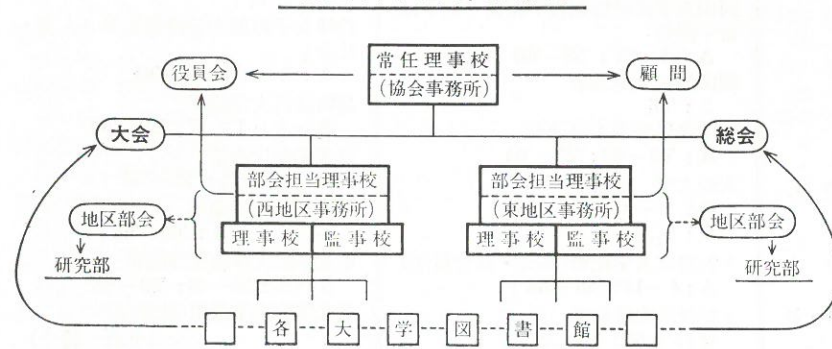 役員会
常任理事校
(協会事務所)
顧問
大会
総会
部会担当理事校
(西地区事務所)
理事校 監事校
部会担当理事校
(東地区事務所)
理事校 監事校
地区部会
研究部
地区部会
研究部
各大学図書館